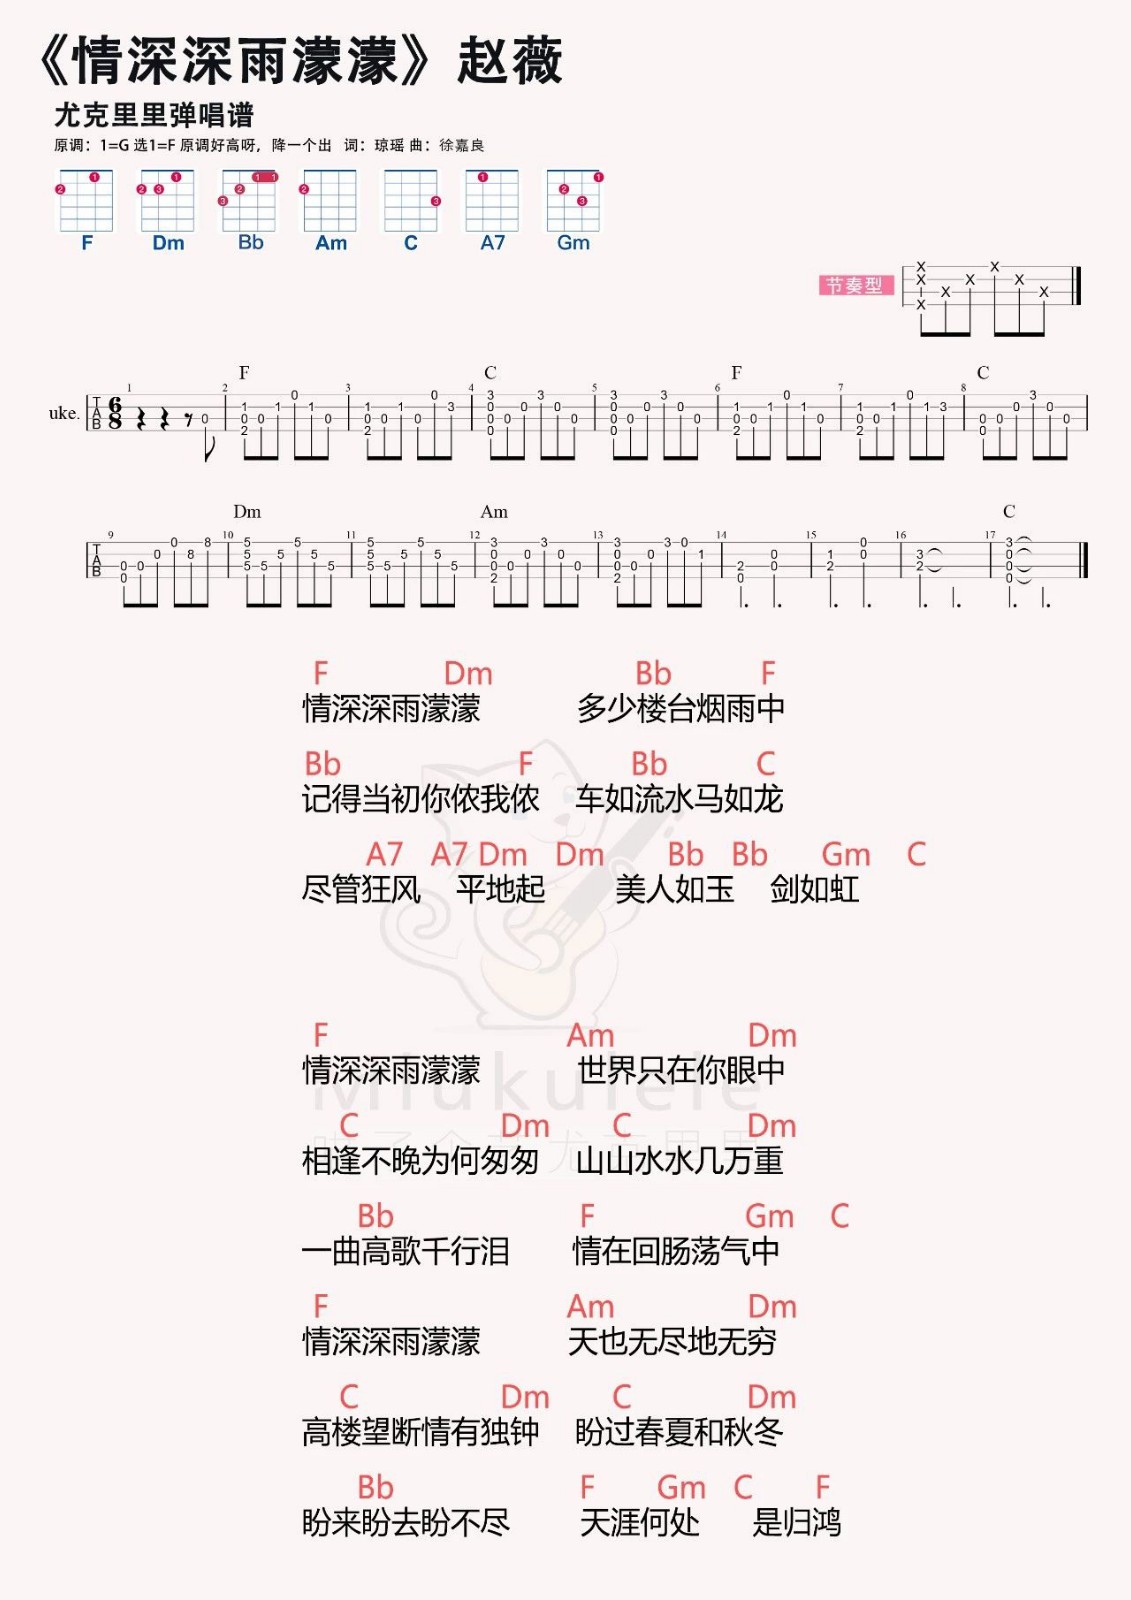 《情深深雨濛濛》赵薇
尤克里里弹唱谱
原调：1=G 选1=F 原调好高呀，降一个出 词：琼瑶 曲：徐嘉良
F Dm Bb Am C A7 Gm
节奏型
F C F C
uke.
Dm Am C
F Dm Bb F
情深深雨濛濛 多少楼台烟雨中
Bb F Bb C
记得当初你侬我侬 车如流水马如龙
A7 A7 Dm Dm Bb Bb Gm C
尽管狂风 平地起 美人如玉 剑如虹
F Am Dm
情深深雨濛濛 世界只在你眼中
Miukulele
C Dm C Dm
相逢不晚为何匆匆 山山水水几万重
Bb F Gm C
一曲高歌千行泪 情在回肠荡气中
F Am Dm
情深深雨濛濛 天也无尽地无穷
C Dm C Dm
高楼望断情有独钟 盼过春夏和秋冬
Bb F Gm C F
盼来盼去盼不尽 天涯何处 是归鸿